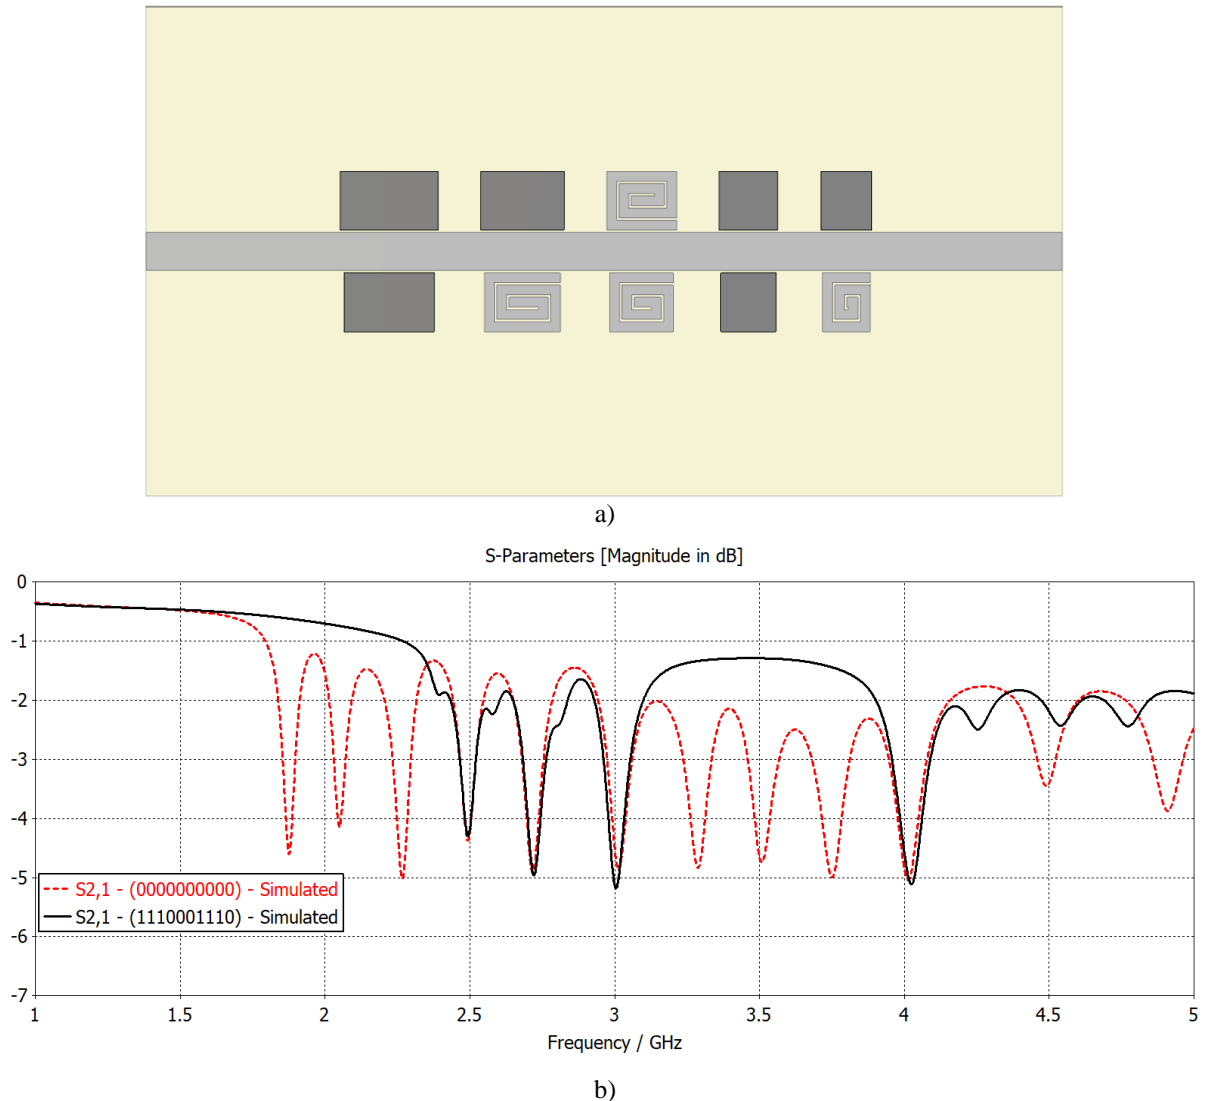 a)
S-Parameters [Magnitude in dB]
0
-1
-2
-3
-4
-5
-6
-7
S2,1 - (0000000000) - Simulated
S2,1 - (1110001110) - Simulated
1 1.5 2 2.5 3 3.5 4 4.5 5
Frequency / GHz
b)